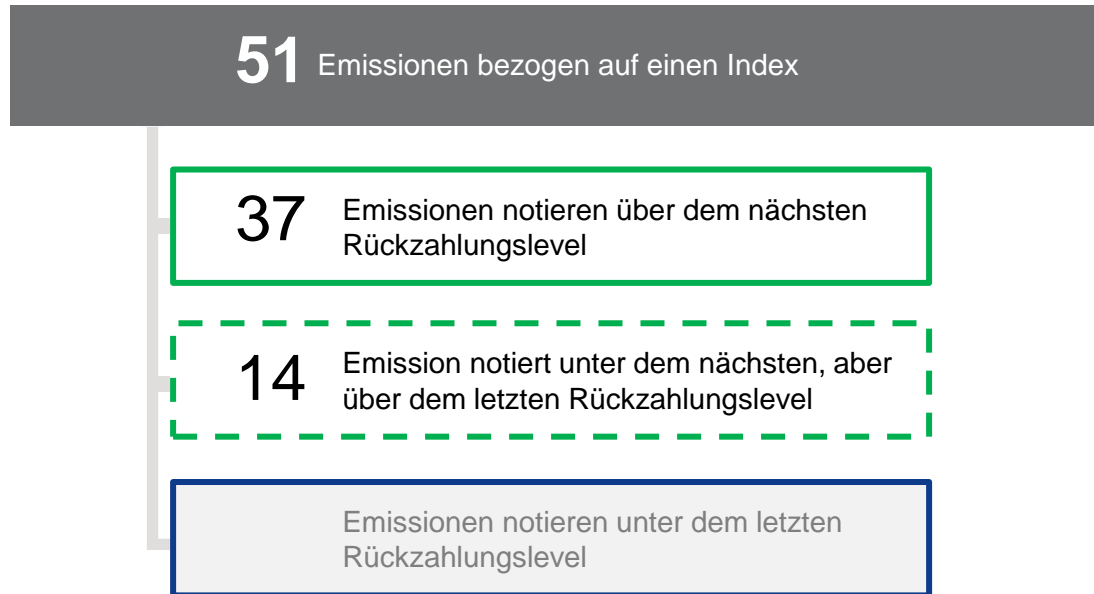 51 Emissionen bezogen auf einen Index
37 Emissionen notieren über dem nächsten
Rückzahlungslevel
14 Emission notiert unter dem nächsten, aber
über dem letzten Rückzahlungslevel
Emissionen notieren unter dem letzten
Rückzahlungslevel